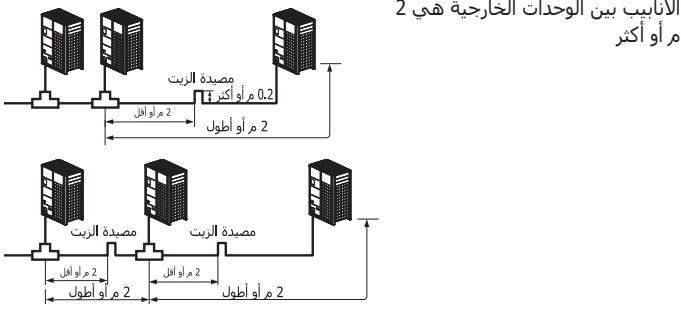 الأنابيب بين الوحدات الخارجية هي 2
م أو أكثر
مصيدة الزيت
0.2 م أو أكثر
2 م أو أقل
2 م أو أطول
مصيدة الزيت
مصيدة الزيت
2 م أو أقل
2 م أو أقل
2 م أو أطول
2 م أو أطول